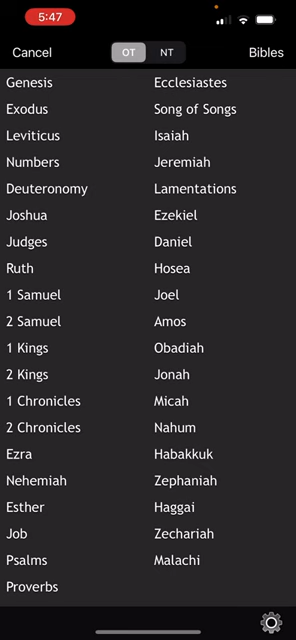 5:47
Cancel OT NT Bibles
Genesis
Exodus
Leviticus
Numbers
Deuteronomy
Joshua
Judges
Ruth
1 Samuel
2 Samuel
1 Kings
2 Kings
1 Chronicles
2 Chronicles
Ezra
Nehemiah
Esther
Job
Psalms
Proverbs
Ecclesiastes
Song of Songs
Isaiah
Jeremiah
Lamentations
Ezekiel
Daniel
Hosea
Joel
Amos
Obadiah
Jonah
Micah
Nahum
Habakkuk
Zephaniah
Haggai
Zechariah
Malachi